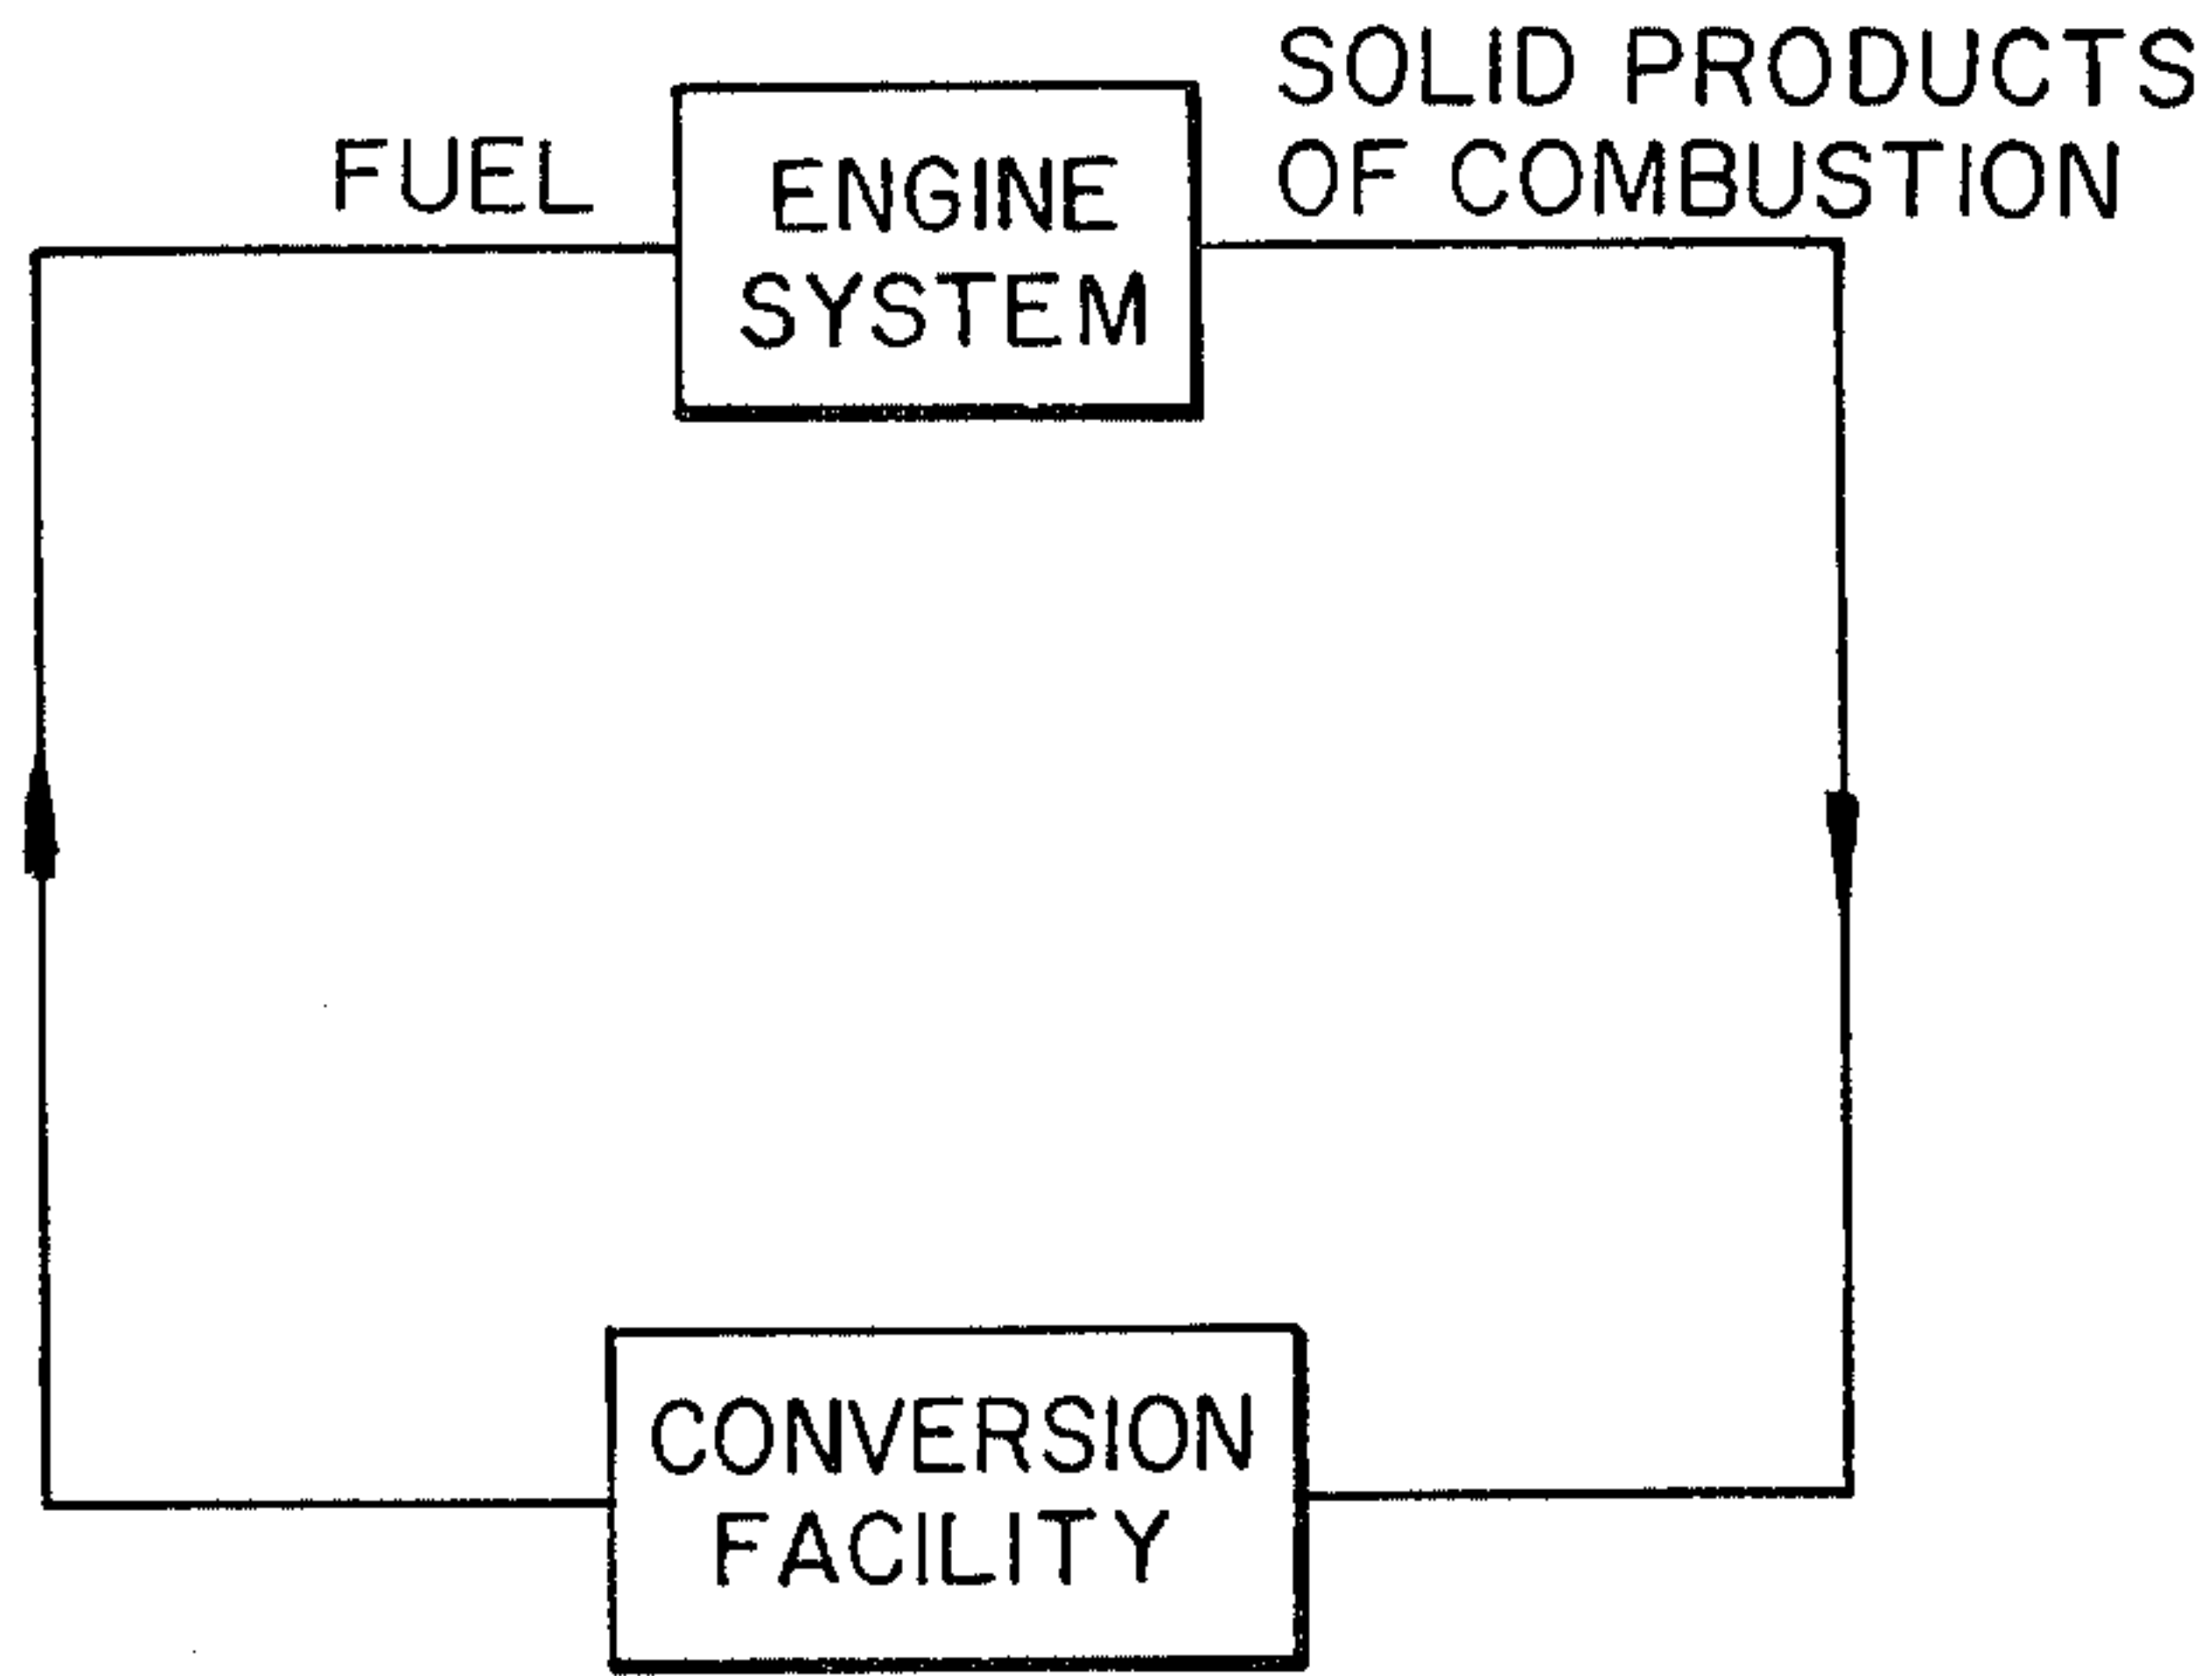 FUEL
ENGINE
SYSTEM
SOLID PRODUCTS
OF COMBUSTION
CONVERSION
FACILITY